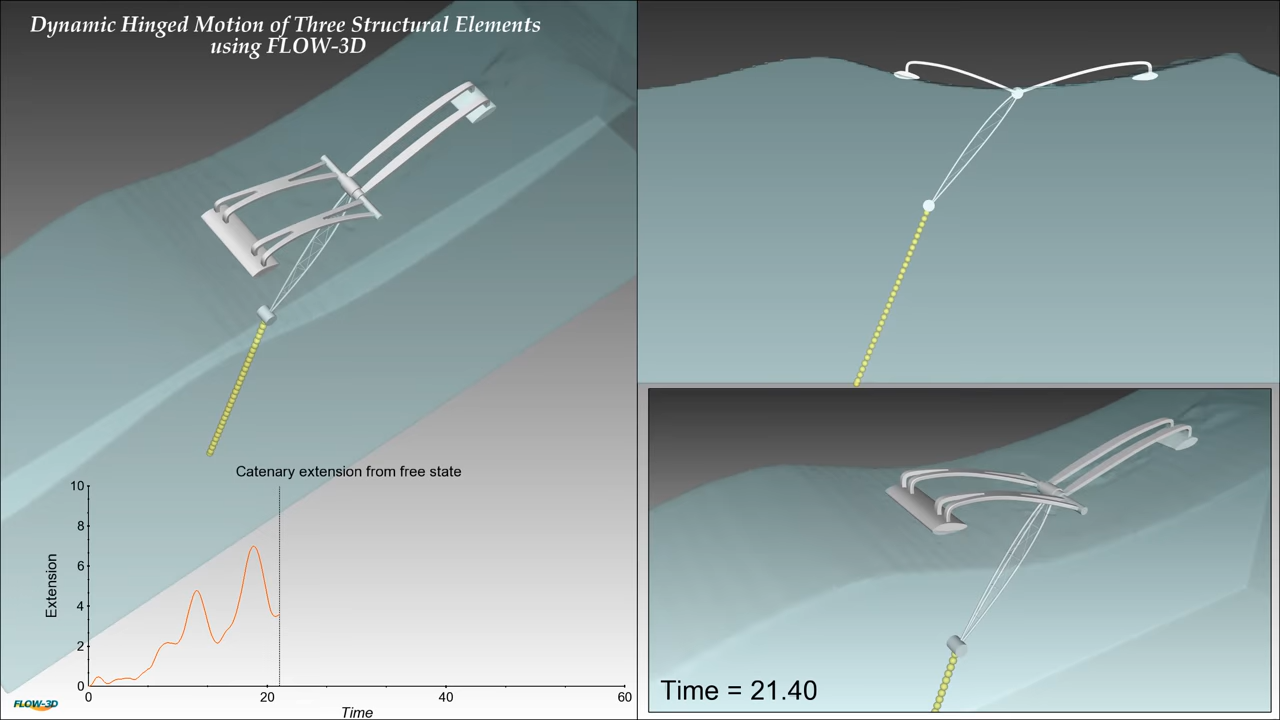 Dynamic Hinged Motion of Three Structural Elements
using FLOW-3D
Catenary extension from free state
10
8
6
4
2
0
Extension
0 20 40 60
Time
FLOW-3D
Time = 21.40